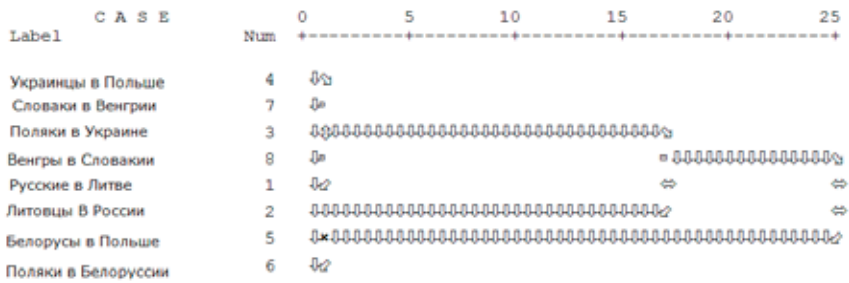 C A S E 0 5 10 15 20 25
Label Num +---------+---------+---------+---------+---------+
Украинцы в Польше 4
Словаки в Венгрии 7
Поляки в Украине 3
Венгры в Словакии 8
Русские в Литве 1
Литовцы В России 2
Белорусы в Польше 5
Поляки в Белоруссии 6